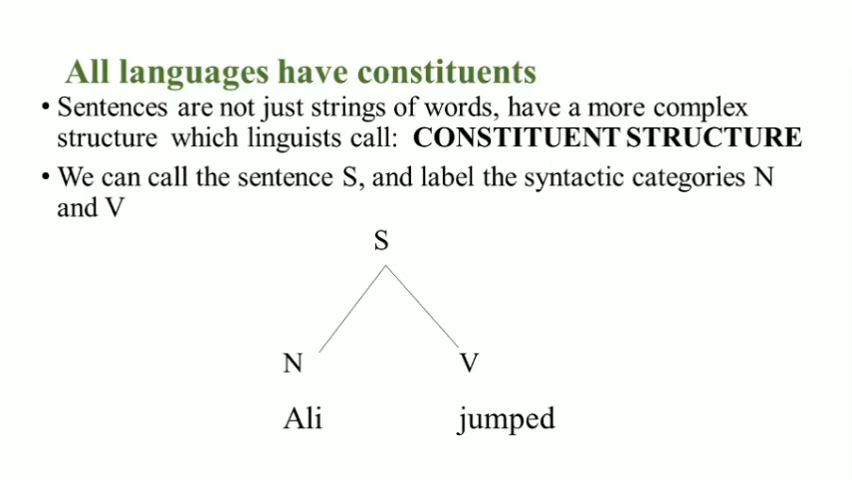 All languages have constituents
• Sentences are not just strings of words, have a more complex
structure which linguists call: CONSTITUENT STRUCTURE
• We can call the sentence S, and label the syntactic categories N
and V
S
N V
Ali jumped